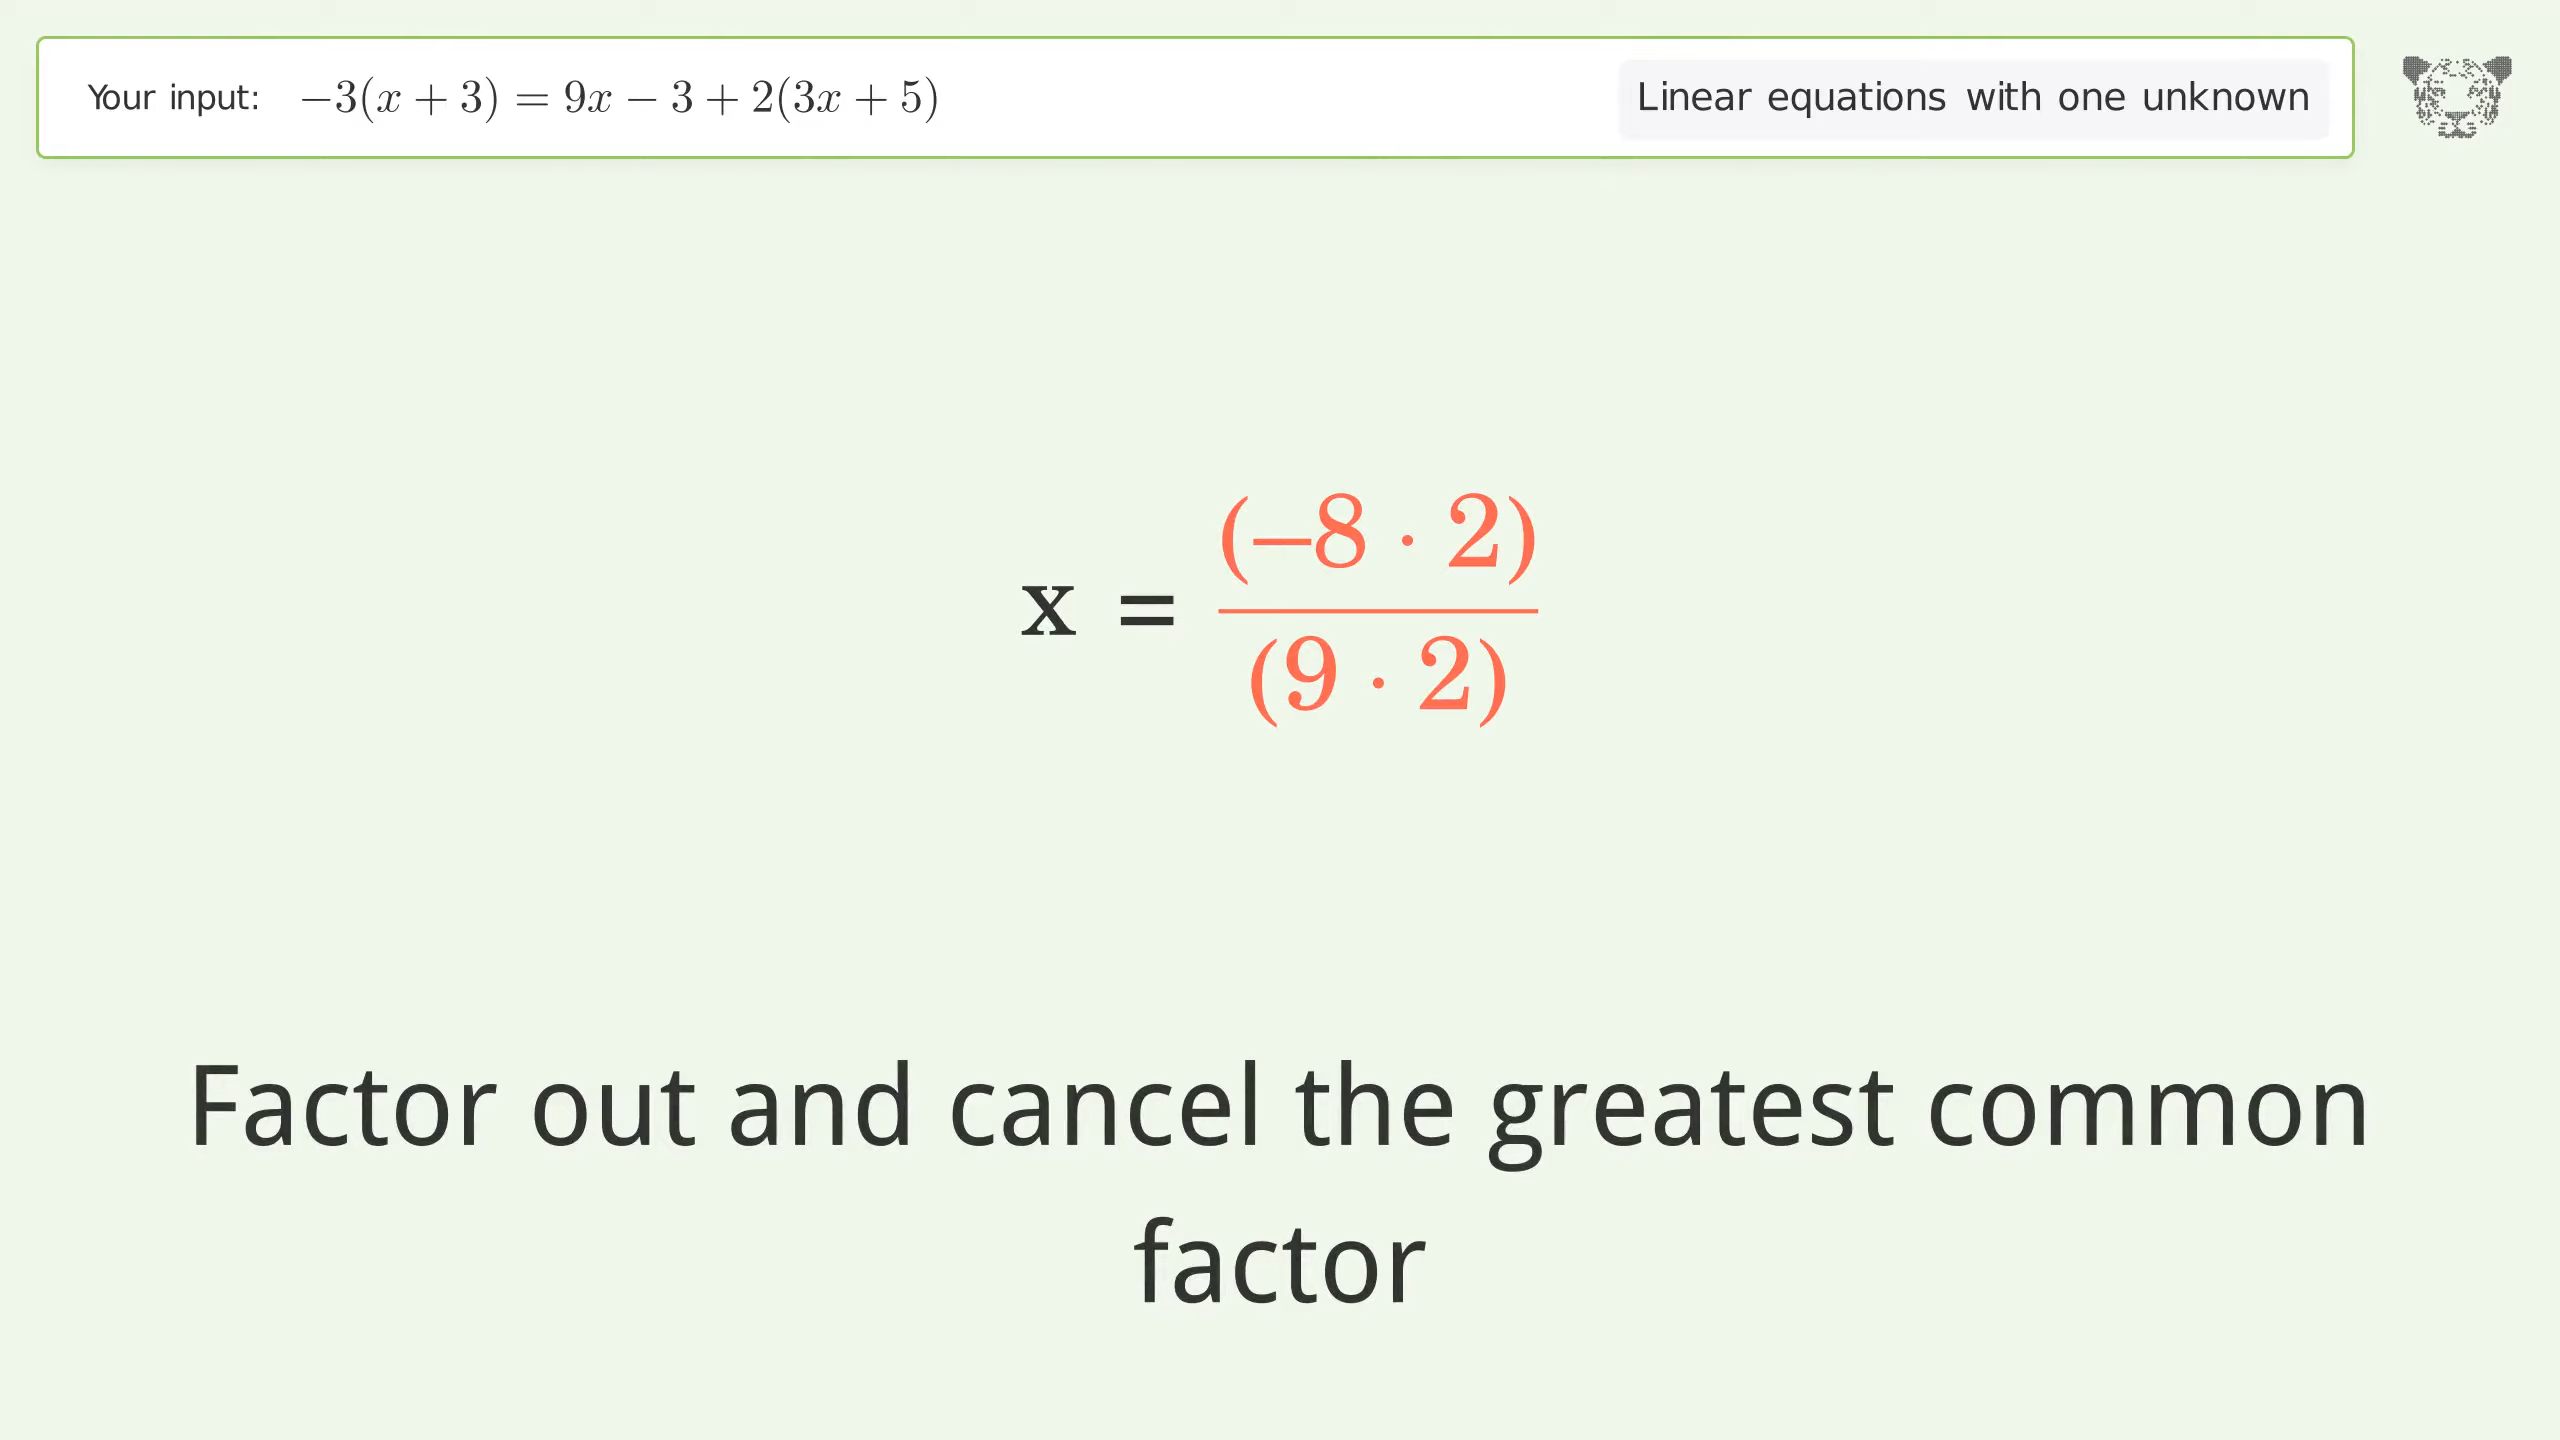 Your input: −3(x + 3) = 9x − 3 + 2(3x + 5)
Linear equations with one unknown
x = (−8 · 2)/(9 · 2)
Factor out and cancel the greatest common
factor